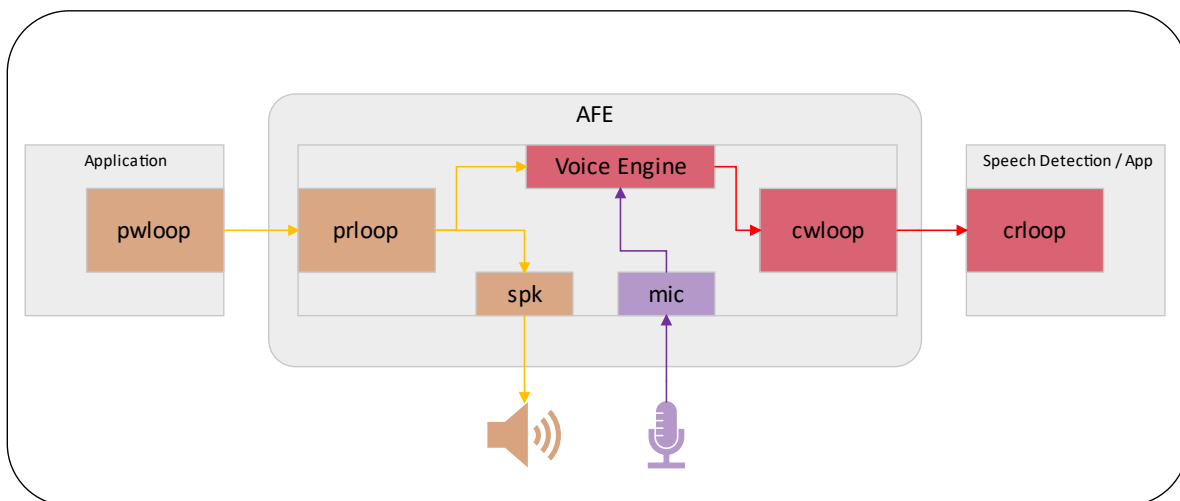 AFE
Application
Voice Engine
Speech Detection / App
pwloop
prloop
cwloop
crloop
spk
mic